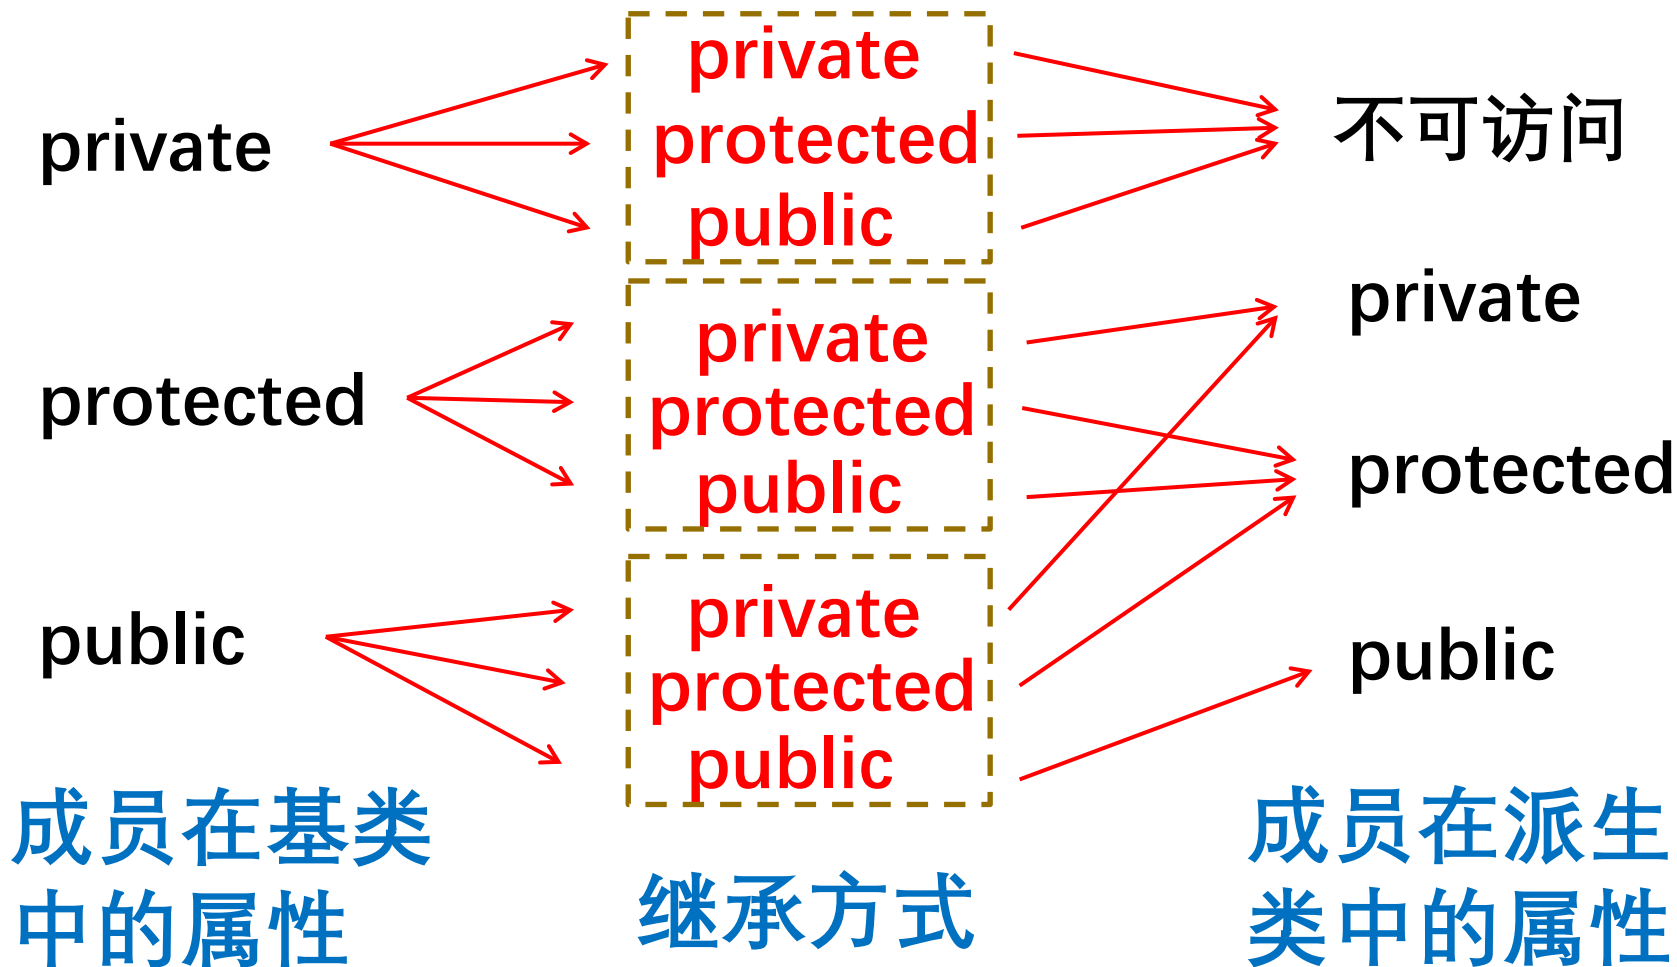 private
protected
public
成员在基类
中的属性
private
protected
public
private
protected
public
private
protected
public
继承方式
不可访问
private
protected
public
成员在派生
类中的属性